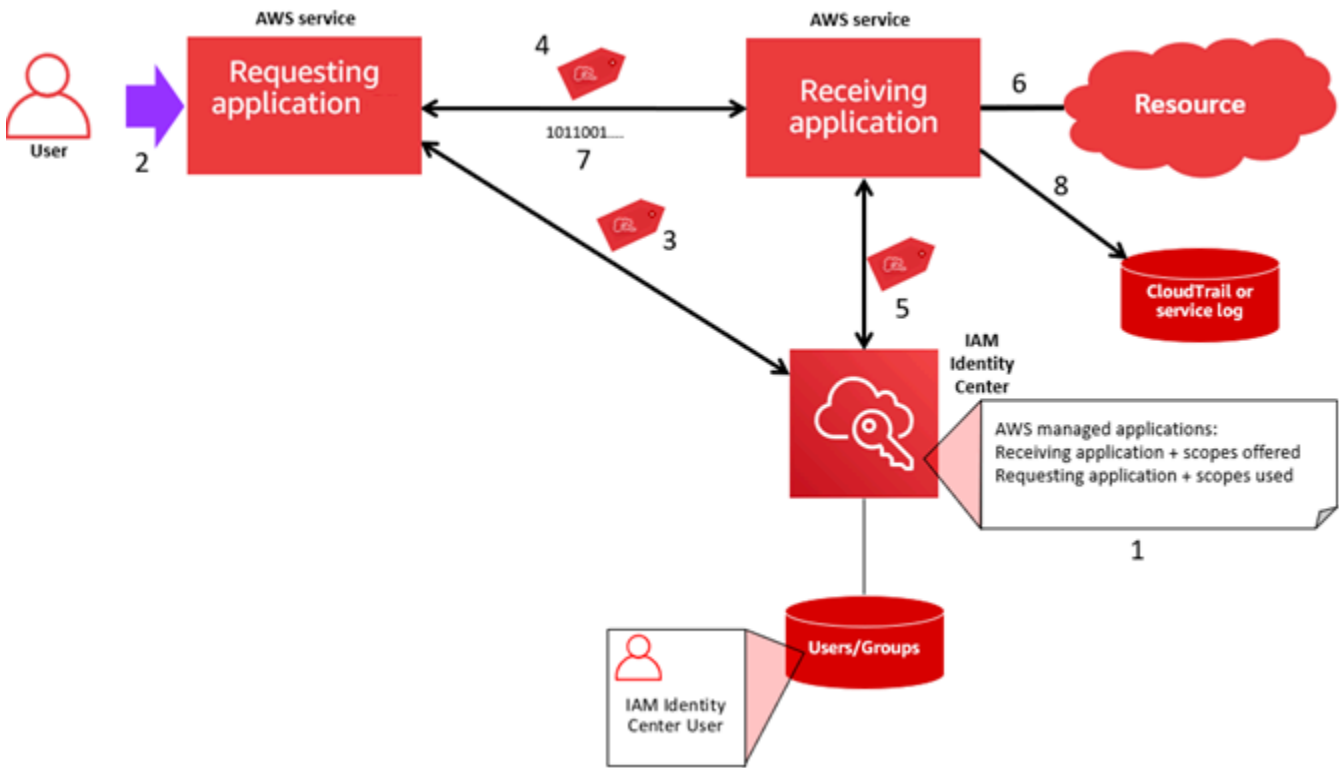 AWS service
AWS service
User
2
Requesting
application
4
1011001....
7
Receiving
application
6
Resource
8
3
5
CloudTrail or
service log
IAM
Identity
Center
AWS managed applications:
Receiving application + scopes offered
Requesting application + scopes used
1
Users/Groups
IAM Identity
Center User